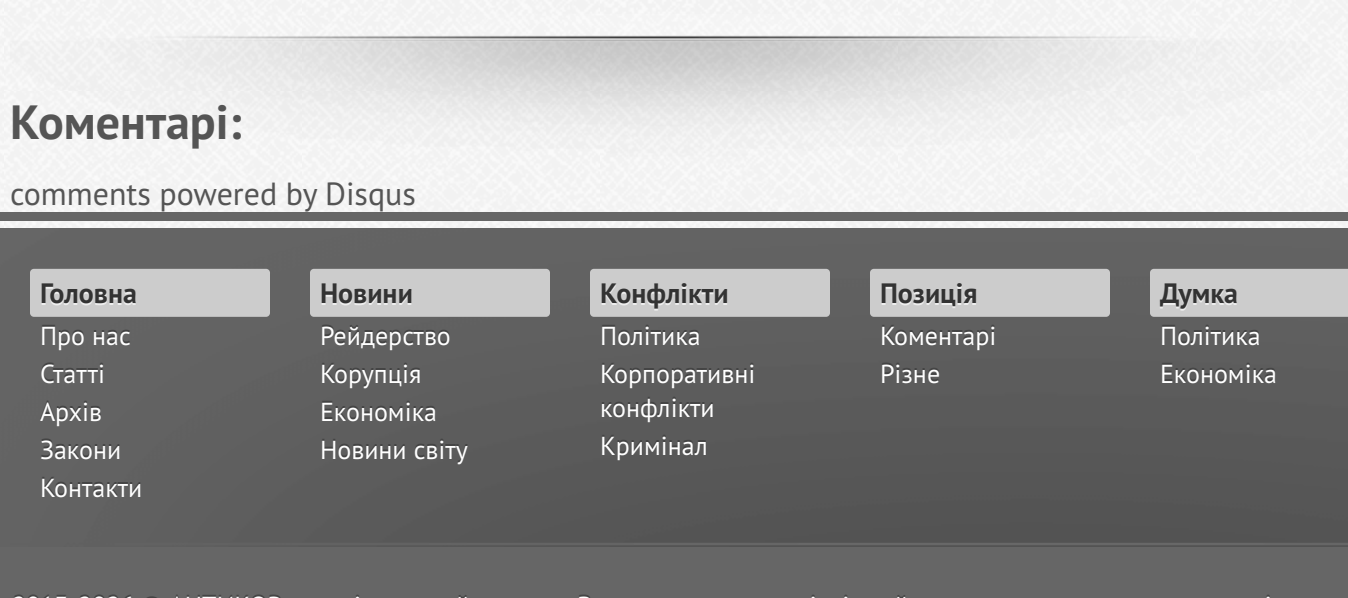 Коментарі:
comments powered by Disqus
Головна
Про нас
Статті
Архів
Закони
Контакти
Новини
Рейдерство
Корупція
Економіка
Новини світу
Конфлікти
Політика
Корпоративні
конфлікти
Кримінал
Позиція
Коментарі
Різне
Думка
Політика
Економіка